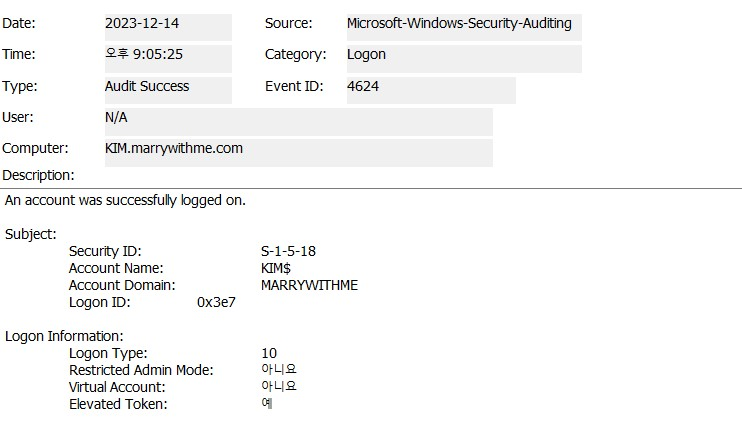 Date: 2023-12-14 Source: Microsoft-Windows-Security-Auditing
Time: 오후 9:05:25 Category: Logon
Type: Audit Success Event ID: 4624
User: N/A
Computer: KIM.marrywithme.com
Description:
An account was successfully logged on.
Subject:
Security ID: S-1-5-18
Account Name: KIM$
Account Domain: MARRYWITHME
Logon ID: 0x3e7
Logon Information:
Logon Type: 10
Restricted Admin Mode: 아니요
Virtual Account: 아니요
Elevated Token: 예